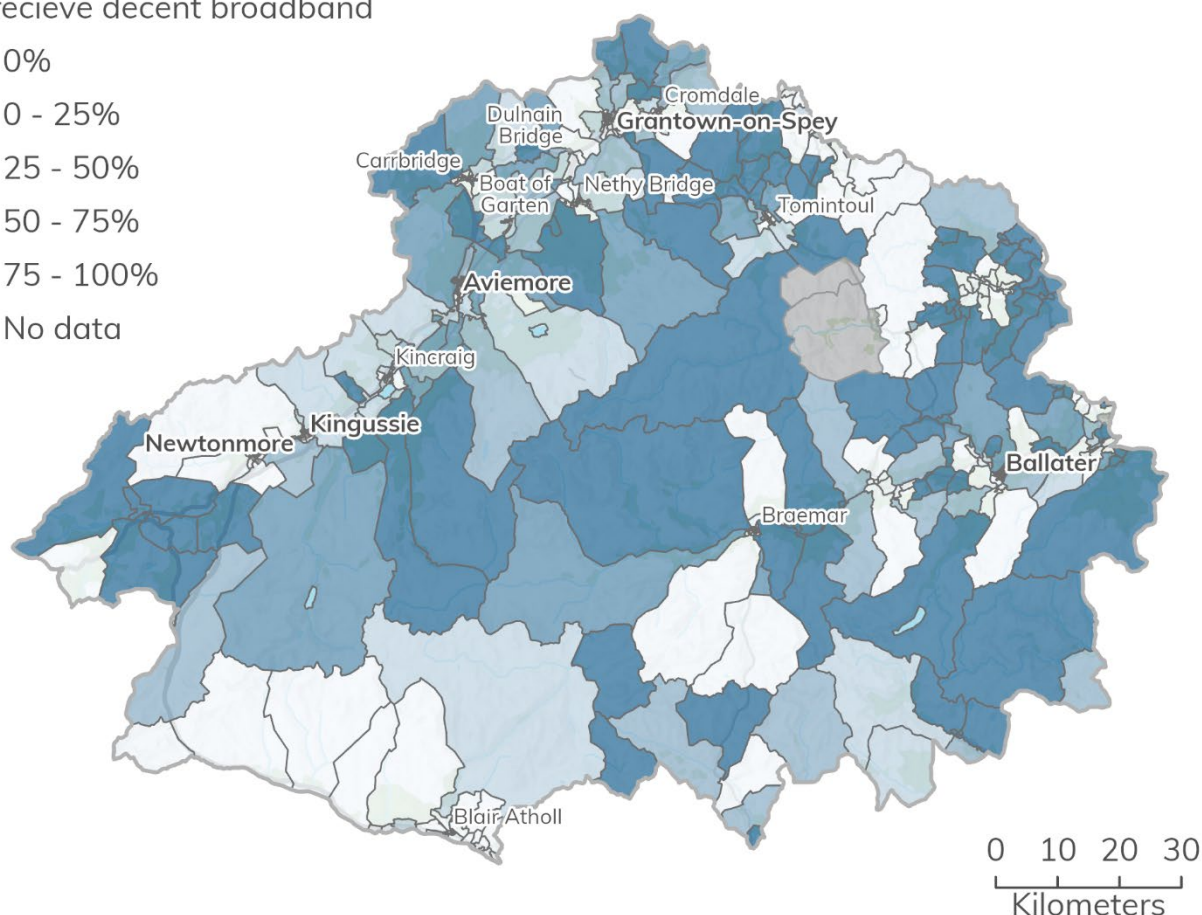 recieve decent broadband
0%
0 - 25%
25 - 50%
50 - 75%
75 - 100%
No data
Cromdale
Dulnain
Bridge
Grantown-on-Spey
Carrbridge
Boat of
Garten
Nethy Bridge
Tomintoul
Aviemore
Kincraig
Kingussie
Newtonmore
Ballater
Braemar
Blair Atholl
0 10 20 30
Kilometers